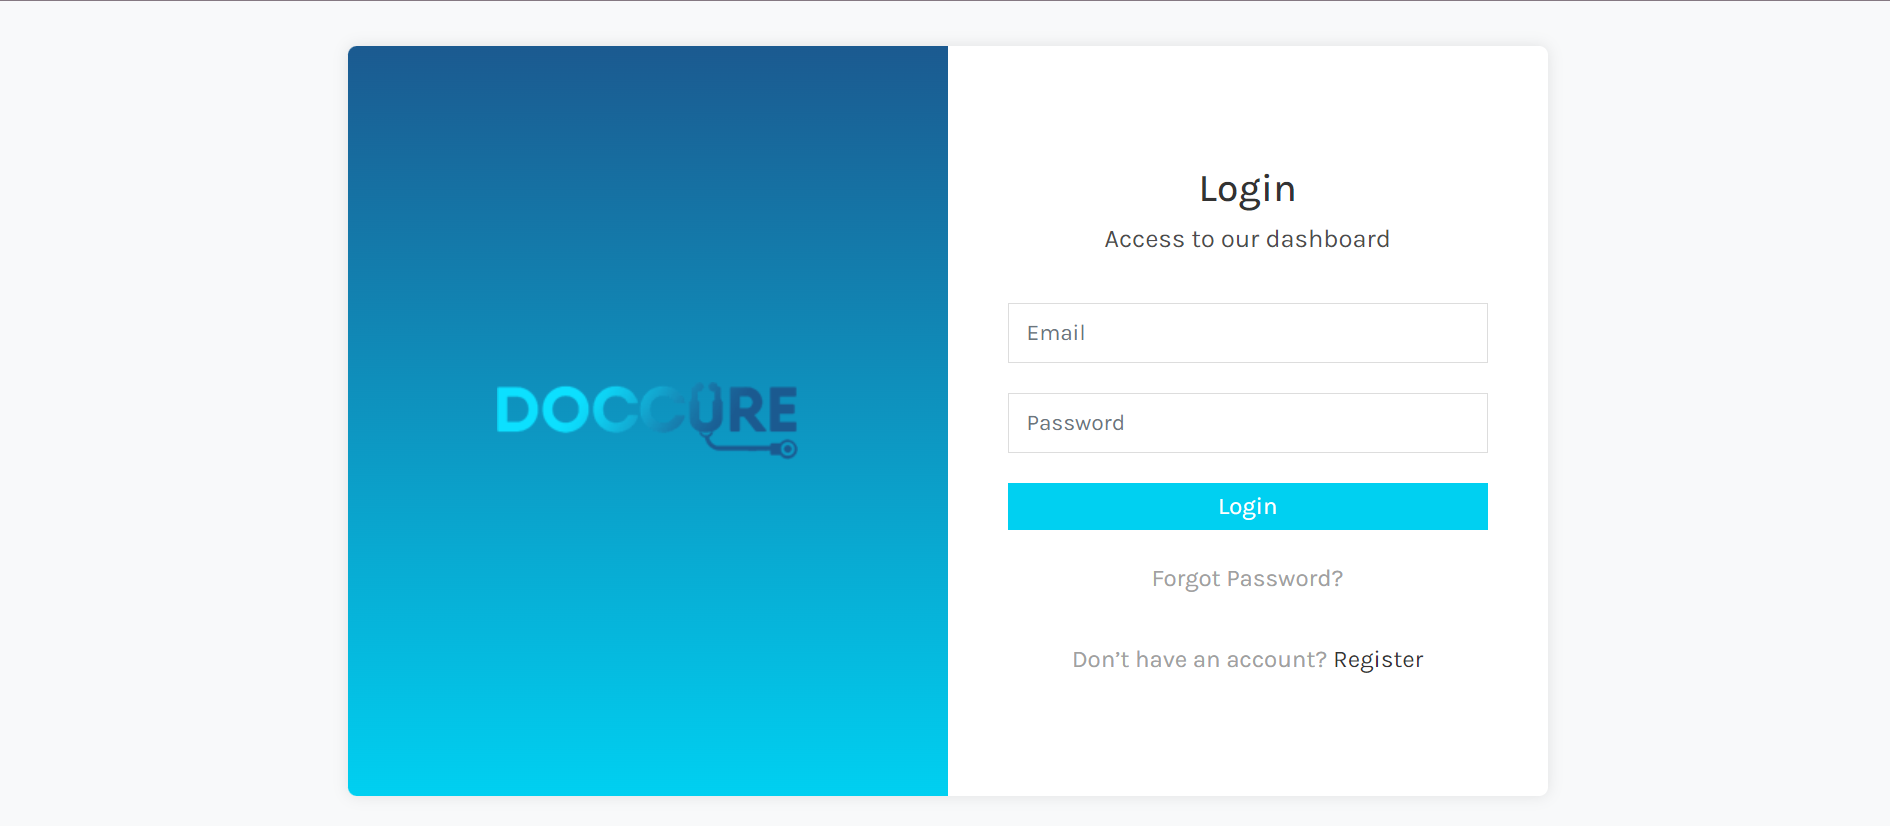 DOCCURE
Login
Access to our dashboard
Email
Password
Login
Forgot Password?
Don’t have an account? Register